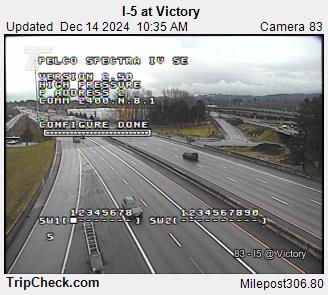 I-5 at Victory
Updated Dec 14 2024 10:35 AM Camera 83
PELCO SPECTRA IV SE
VERSION 2.50
HIGH PRESSURE
P ADDRESS 2
COMM 2400.N.8.1
CONFIGURE DONE
12345678 1234567890
SW1 SW2
S
83 - I5 @ Victory
TripCheck.com Milepost306.80